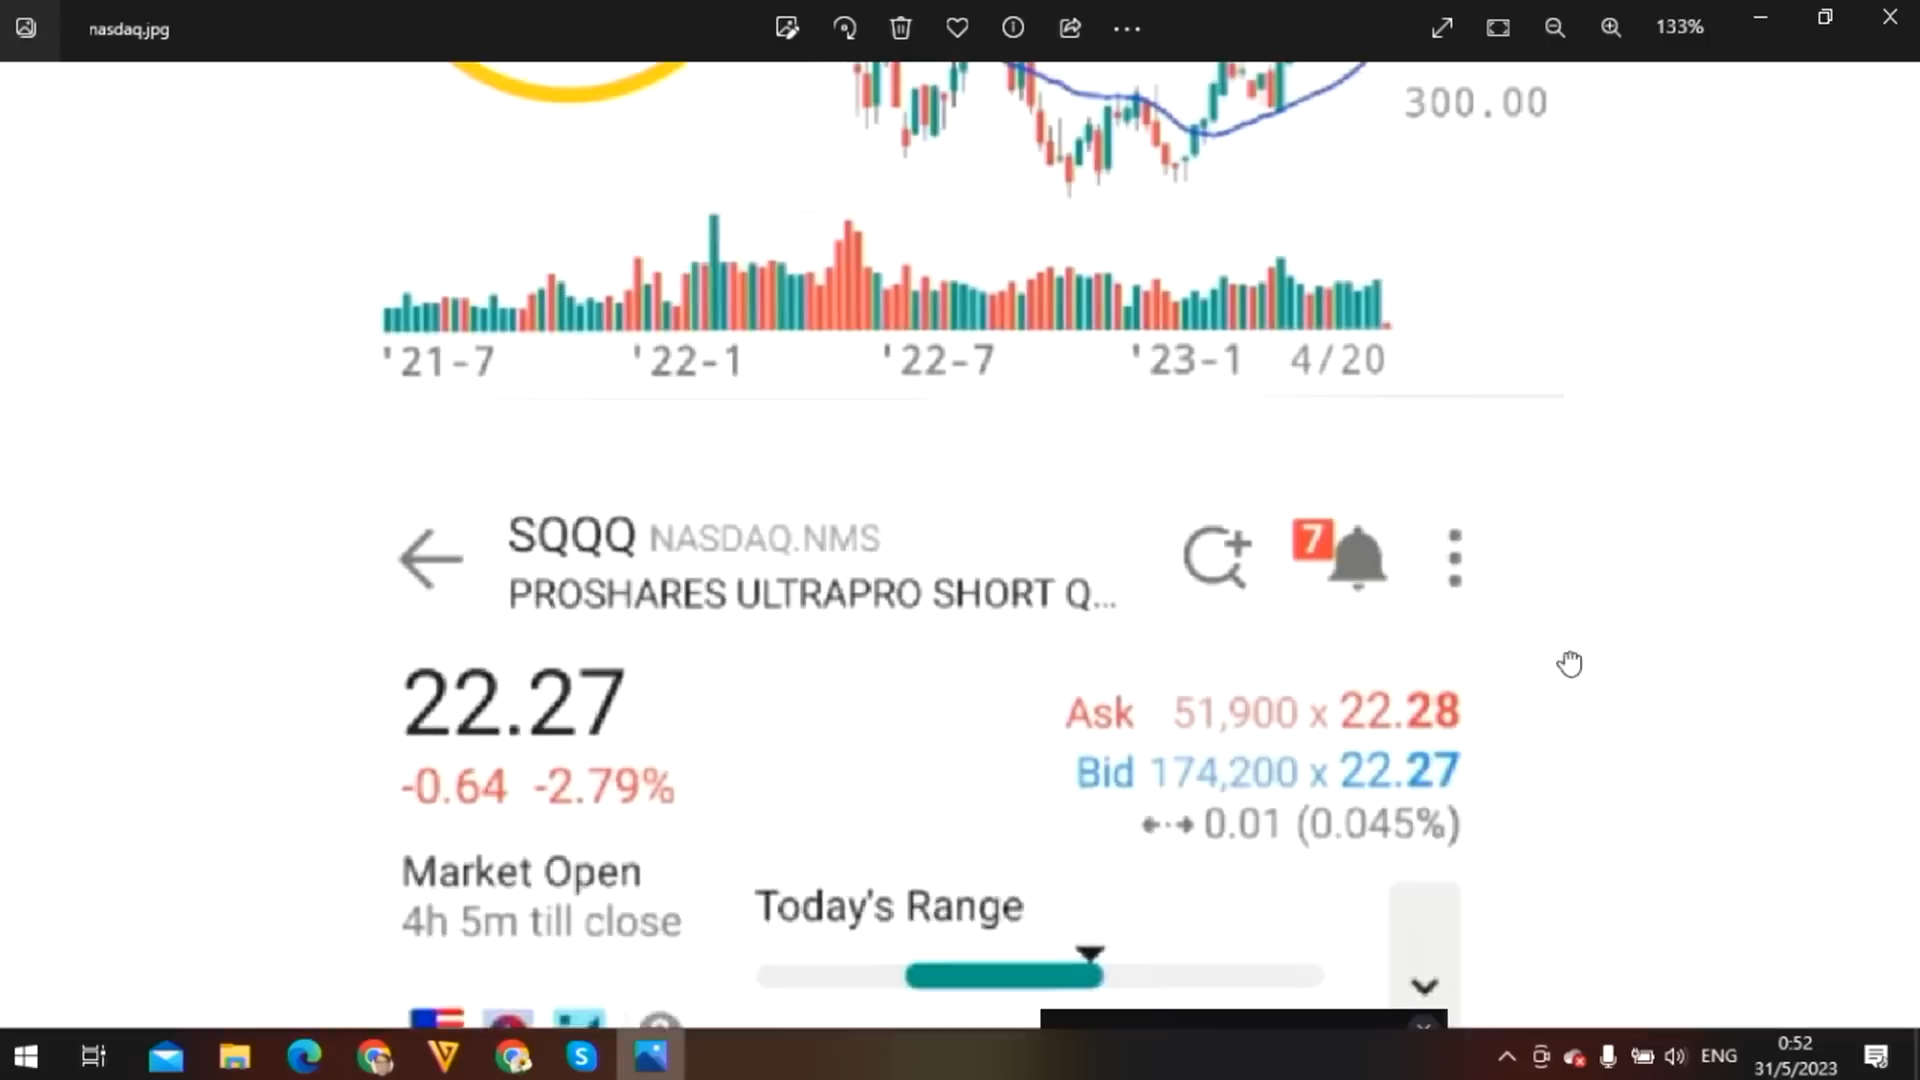 nasdaq.jpg
133%
300.00
'21-7 '22-1 '22-7 '23-1 4/20
SQQQ NASDAQ.NMS
7
PROSHARES ULTRAPRO SHORT Q...
22.27
Ask 51,900 x 22.28
-0.64 -2.79%
Bid 174,200 x 22.27
0.01 (0.045%)
Market Open
4h 5m till close
Today's Range
ENG
0:52
31/5/2023